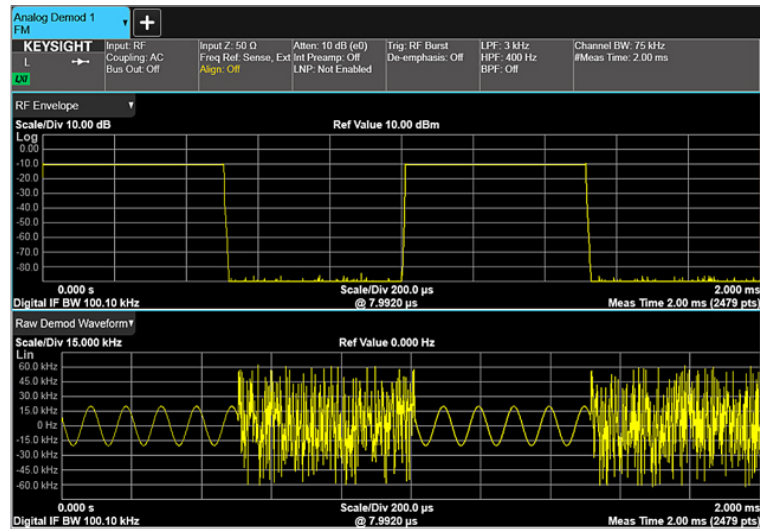 Analog Demod 1
FM
+
KEYSIGHT
L
LXI
Input: RF
Coupling: AC
Bus Out: Off
Input Z: 50 Ω
Freq Ref: Sense, Ext
Align: Off
Atten: 10 dB (e0)
Int Preamp: Off
LNP: Not Enabled
Trig: RF Burst
De-emphasis: Off
LPF: 3 kHz
HPF: 400 Hz
BPF: Off
Channel BW: 75 kHz
#Meas Time: 2.00 ms
RF Envelope
Scale/Div 10.00 dB Ref Value 10.00 dBm
Log
0.00
-10.0
-20.0
-30.0
-40.0
-50.0
-60.0
-70.0
-80.0
0.000 s Scale/Div 200.0 µs 2.000 ms
Digital IF BW 100.10 kHz @ 7.9920 µs Meas Time 2.00 ms (2479 pts)
Raw Demod Waveform
Scale/Div 15.000 kHz Ref Value 0.000 Hz
Lin
60.0 kHz
45.0 kHz
30.0 kHz
15.0 kHz
0 Hz
-15.0 kHz
-30.0 kHz
-45.0 kHz
-60.0 kHz
0.000 s Scale/Div 200.0 µs 2.000 ms
Digital IF BW 100.10 kHz @ 7.9920 µs Meas Time 2.00 ms (2479 pts)